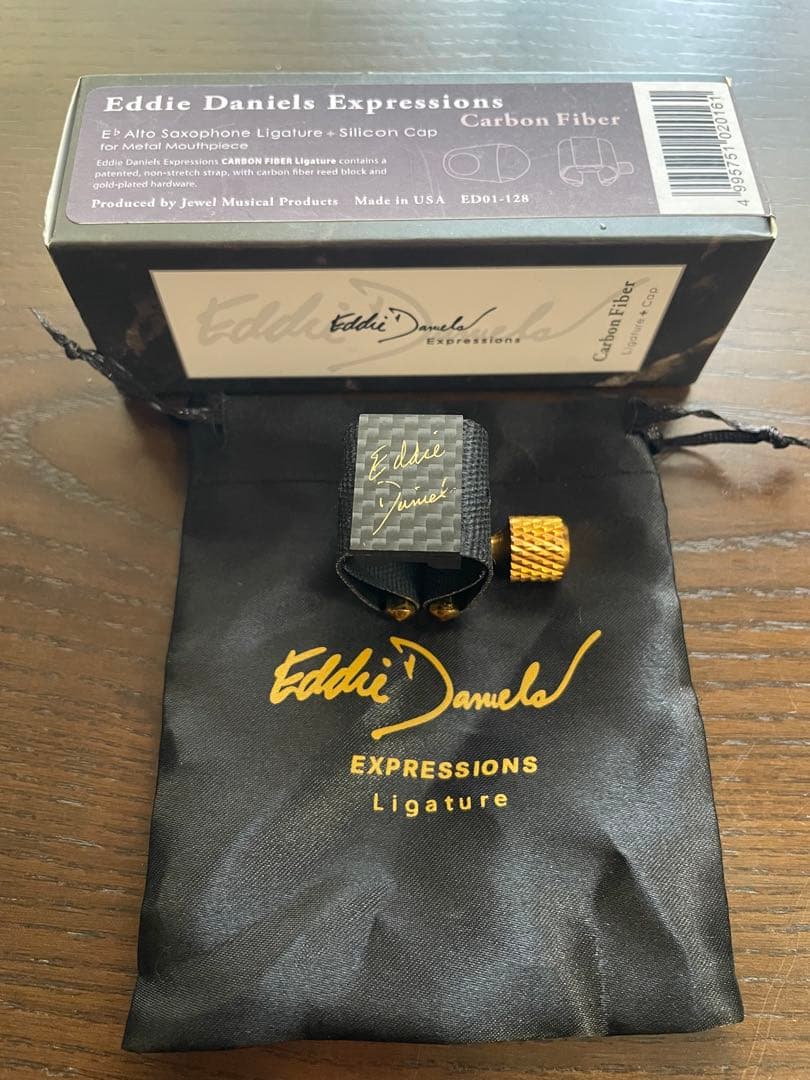 Eddie Daniels Expressions
Carbon Fiber
E♭ Alto Saxophone Ligature + Silicon Cap
for Metal Mouthpiece
Eddie Daniels Expressions CARBON FIBER Ligature contains a
patented, non-stretch strap, with carbon fiber reed block and
gold-plated hardware.
Produced by Jewel Musical Products Made in USA ED01-128
4 995751 020161
Eddie Daniels
Eddie Daniels
Expressions
Carbon Fiber
Ligature + Cap
Eddie
Daniels
Eddie Daniels
EXPRESSIONS
Ligature